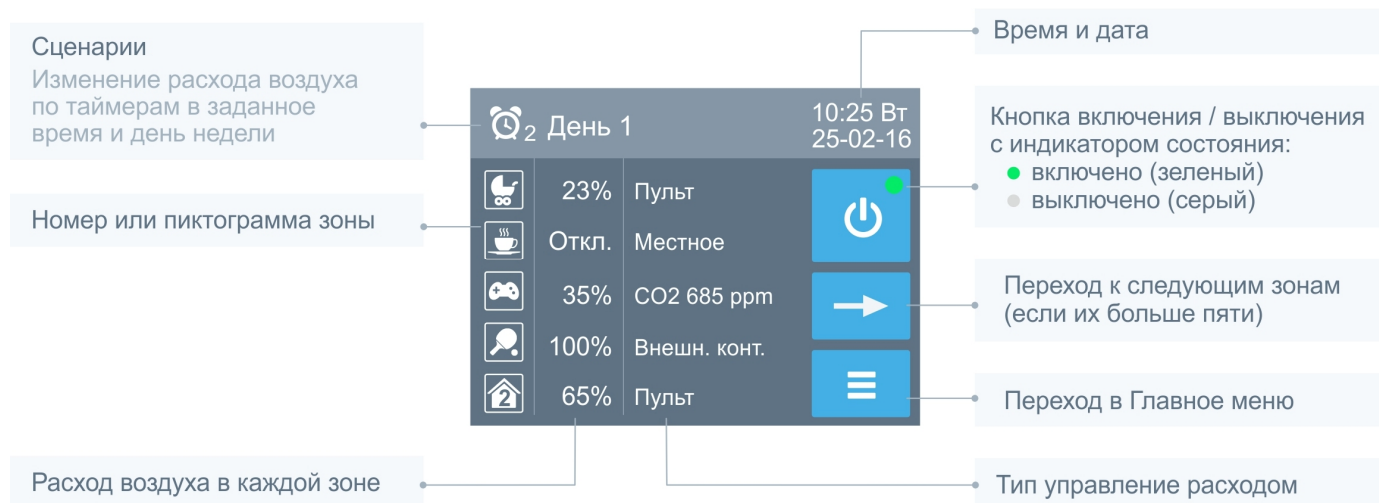 Сценарии
Изменение расхода воздуха
по таймерам в заданное
время и день недели
Номер или пиктограмма зоны
Расход воздуха в каждой зоне
2 День 1
10:25 Вт
25-02-16
23% Пульт
Откл. Местное
35% CO2 685 ppm
100% Внешн. конт.
2 65% Пульт
Время и дата
Кнопка включения / выключения
с индикатором состояния:
включено (зеленый)
выключено (серый)
Переход к следующим зонам
(если их больше пяти)
Переход в Главное меню
Тип управление расходом